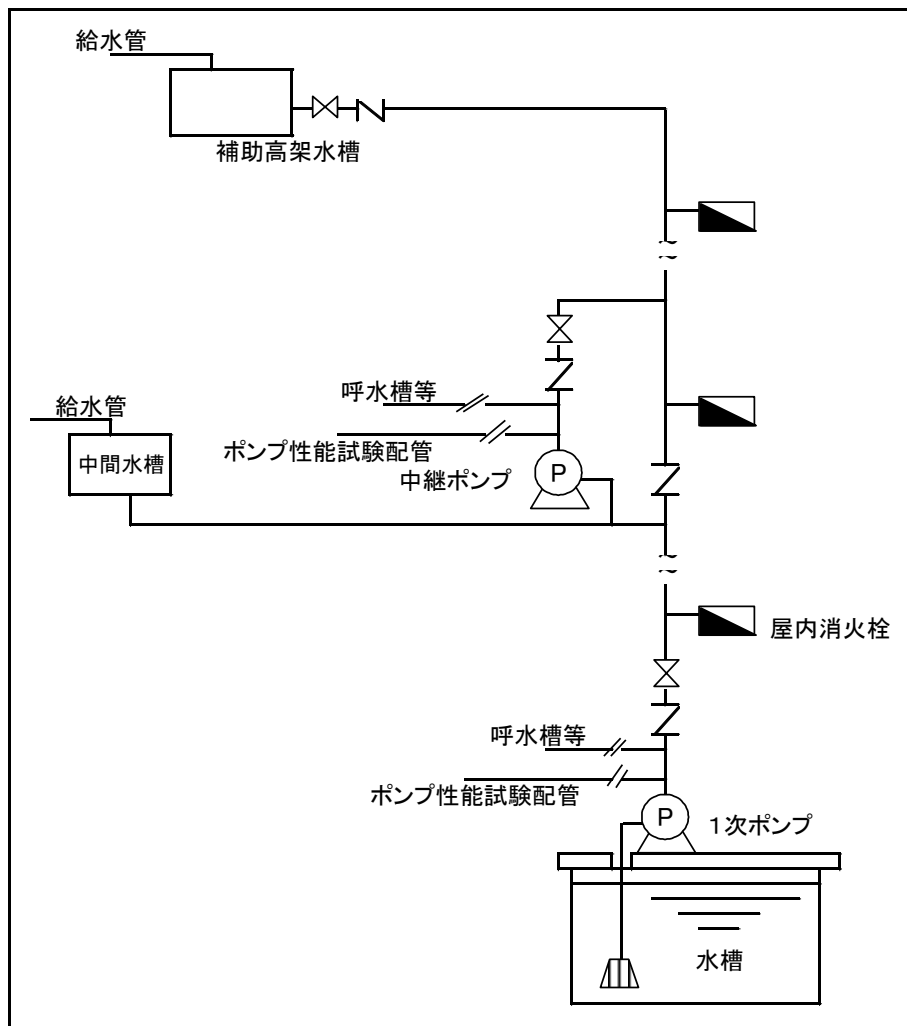 給水管
補助高架水槽
呼水槽等
給水管
ポンプ性能試験配管
中間水槽
中継ポンプ
P
屋内消火栓
呼水槽等
ポンプ性能試験配管
P
1次ポンプ
水槽